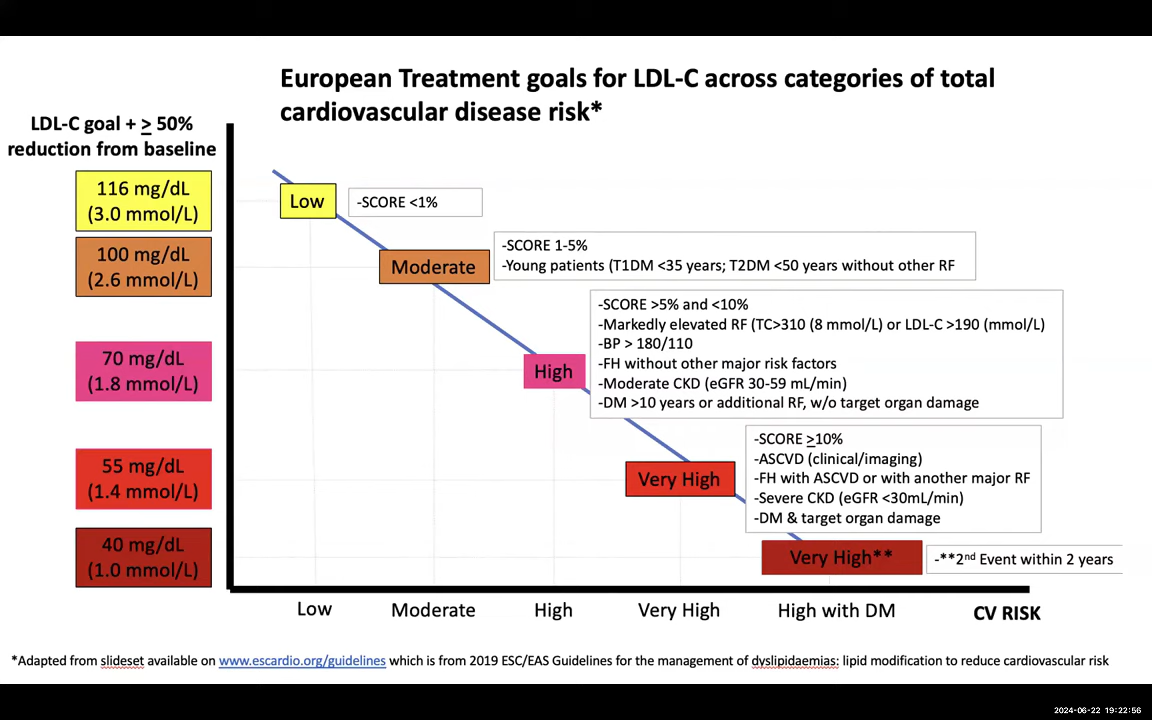 European Treatment goals for LDL-C across categories of total
cardiovascular disease risk*
LDL-C goal + ≥ 50%
reduction from baseline
116 mg/dL
(3.0 mmol/L)
Low
-SCORE <1%
100 mg/dL
(2.6 mmol/L)
Moderate
-SCORE 1-5%
-Young patients (T1DM <35 years; T2DM <50 years without other RF
70 mg/dL
(1.8 mmol/L)
High
-SCORE >5% and <10%
-Markedly elevated RF (TC>310 (8 mmol/L) or LDL-C >190 (mmol/L)
-BP > 180/110
-FH without other major risk factors
-Moderate CKD (eGFR 30-59 mL/min)
-DM >10 years or additional RF, w/o target organ damage
55 mg/dL
(1.4 mmol/L)
Very High
-SCORE ≥10%
-ASCVD (clinical/imaging)
-FH with ASCVD or with another major RF
-Severe CKD (eGFR <30mL/min)
-DM & target organ damage
40 mg/dL
(1.0 mmol/L)
Very High**
-**2nd Event within 2 years
Low Moderate High Very High High with DM CV RISK
*Adapted from slideset available on www.escardio.org/guidelines which is from 2019 ESC/EAS Guidelines for the management of dyslipidaemias: lipid modification to reduce cardiovascular risk
2024-06-22 19:22:56